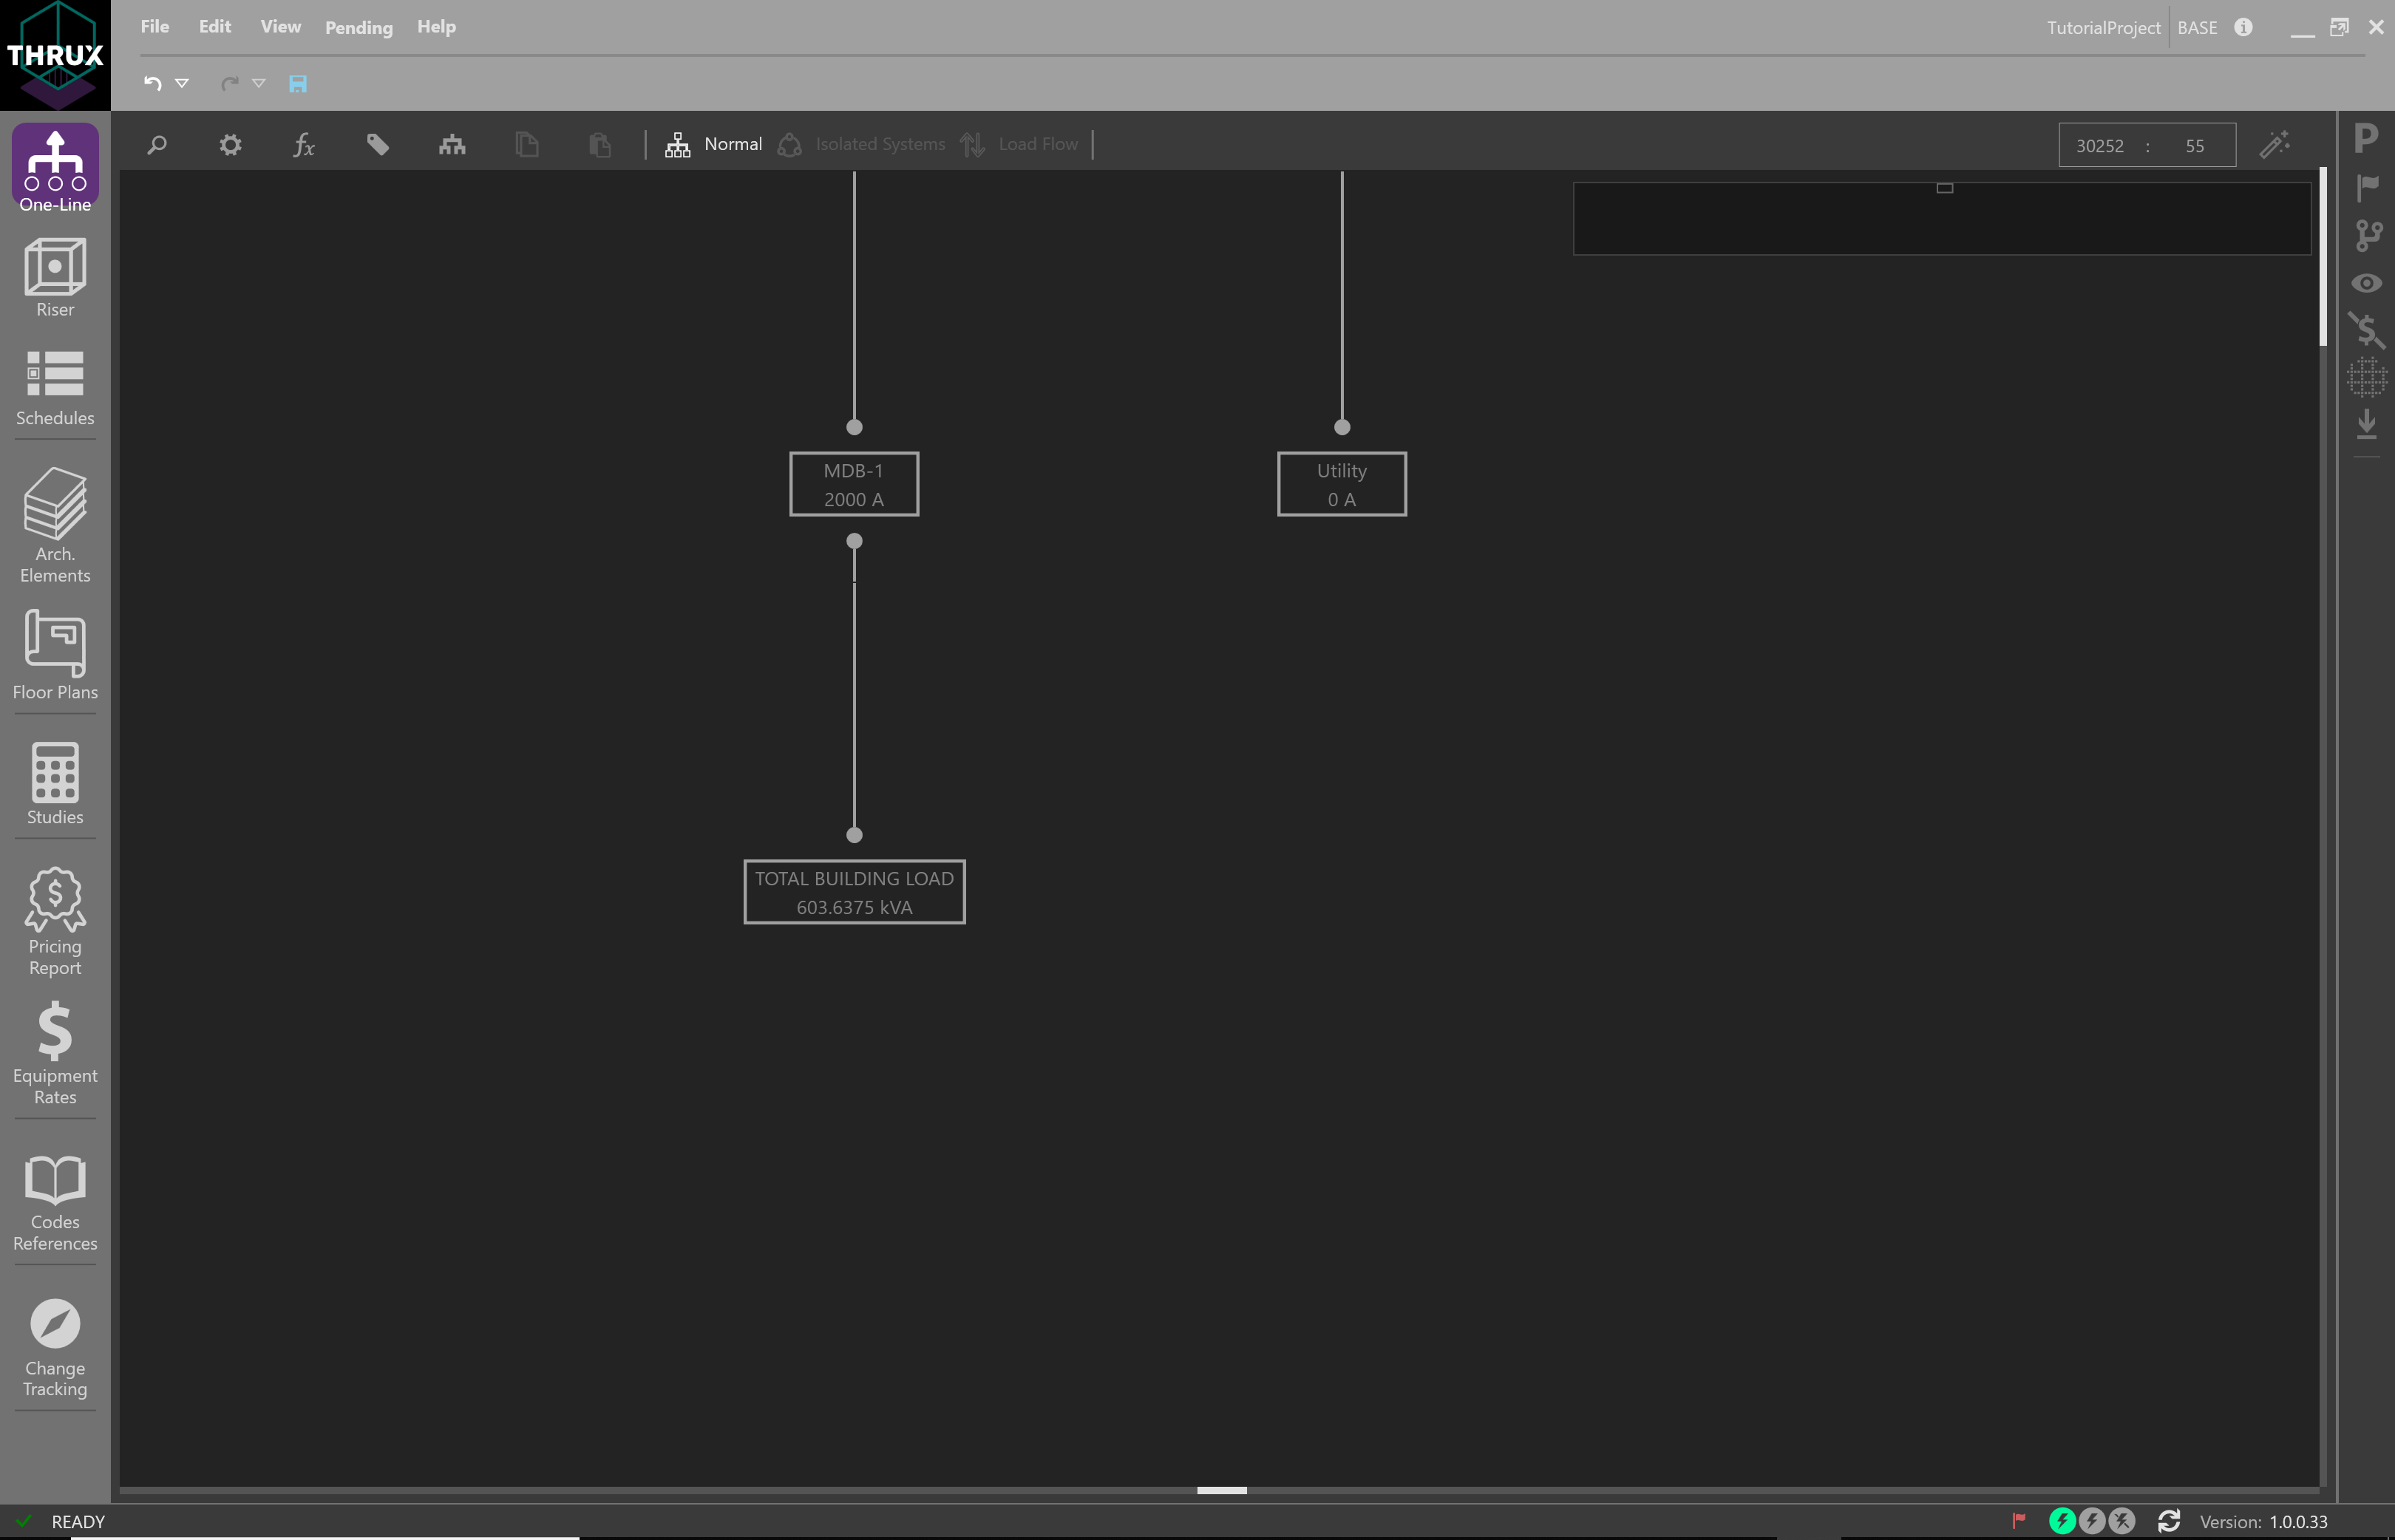 THRUX
File Edit View Pending Help
TutorialProject BASE
fx
Normal Isolated Systems Load Flow
30252 : 55
P
One-Line
Riser
Schedules
Arch.
Elements
Floor Plans
Studies
Pricing
Report
Equipment
Rates
Codes
References
Change
Tracking
MDB-1
2000 A
Utility
0 A
TOTAL BUILDING LOAD
603.6375 kVA
READY
Version: 1.0.0.33